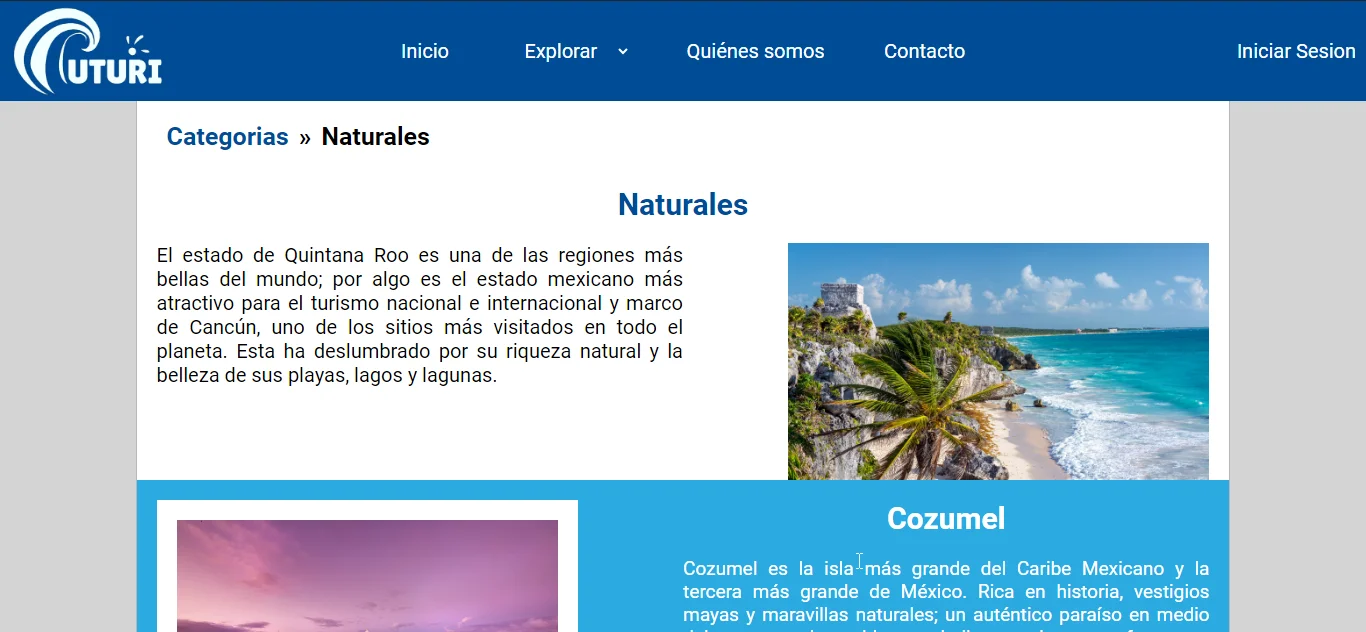 UTURI
Inicio
Explorar
Quiénes somos
Contacto
Iniciar Sesion
Categorias » Naturales
Naturales
El estado de Quintana Roo es una de las regiones más
bellas del mundo; por algo es el estado mexicano más
atractivo para el turismo nacional e internacional y marco
de Cancún, uno de los sitios más visitados en todo el
planeta. Esta ha deslumbrado por su riqueza natural y la
belleza de sus playas, lagos y lagunas.
Cozumel
Cozumel es la isla más grande del Caribe Mexicano y la
tercera más grande de México. Rica en historia, vestigios
mayas y maravillas naturales; un auténtico paraíso en medio